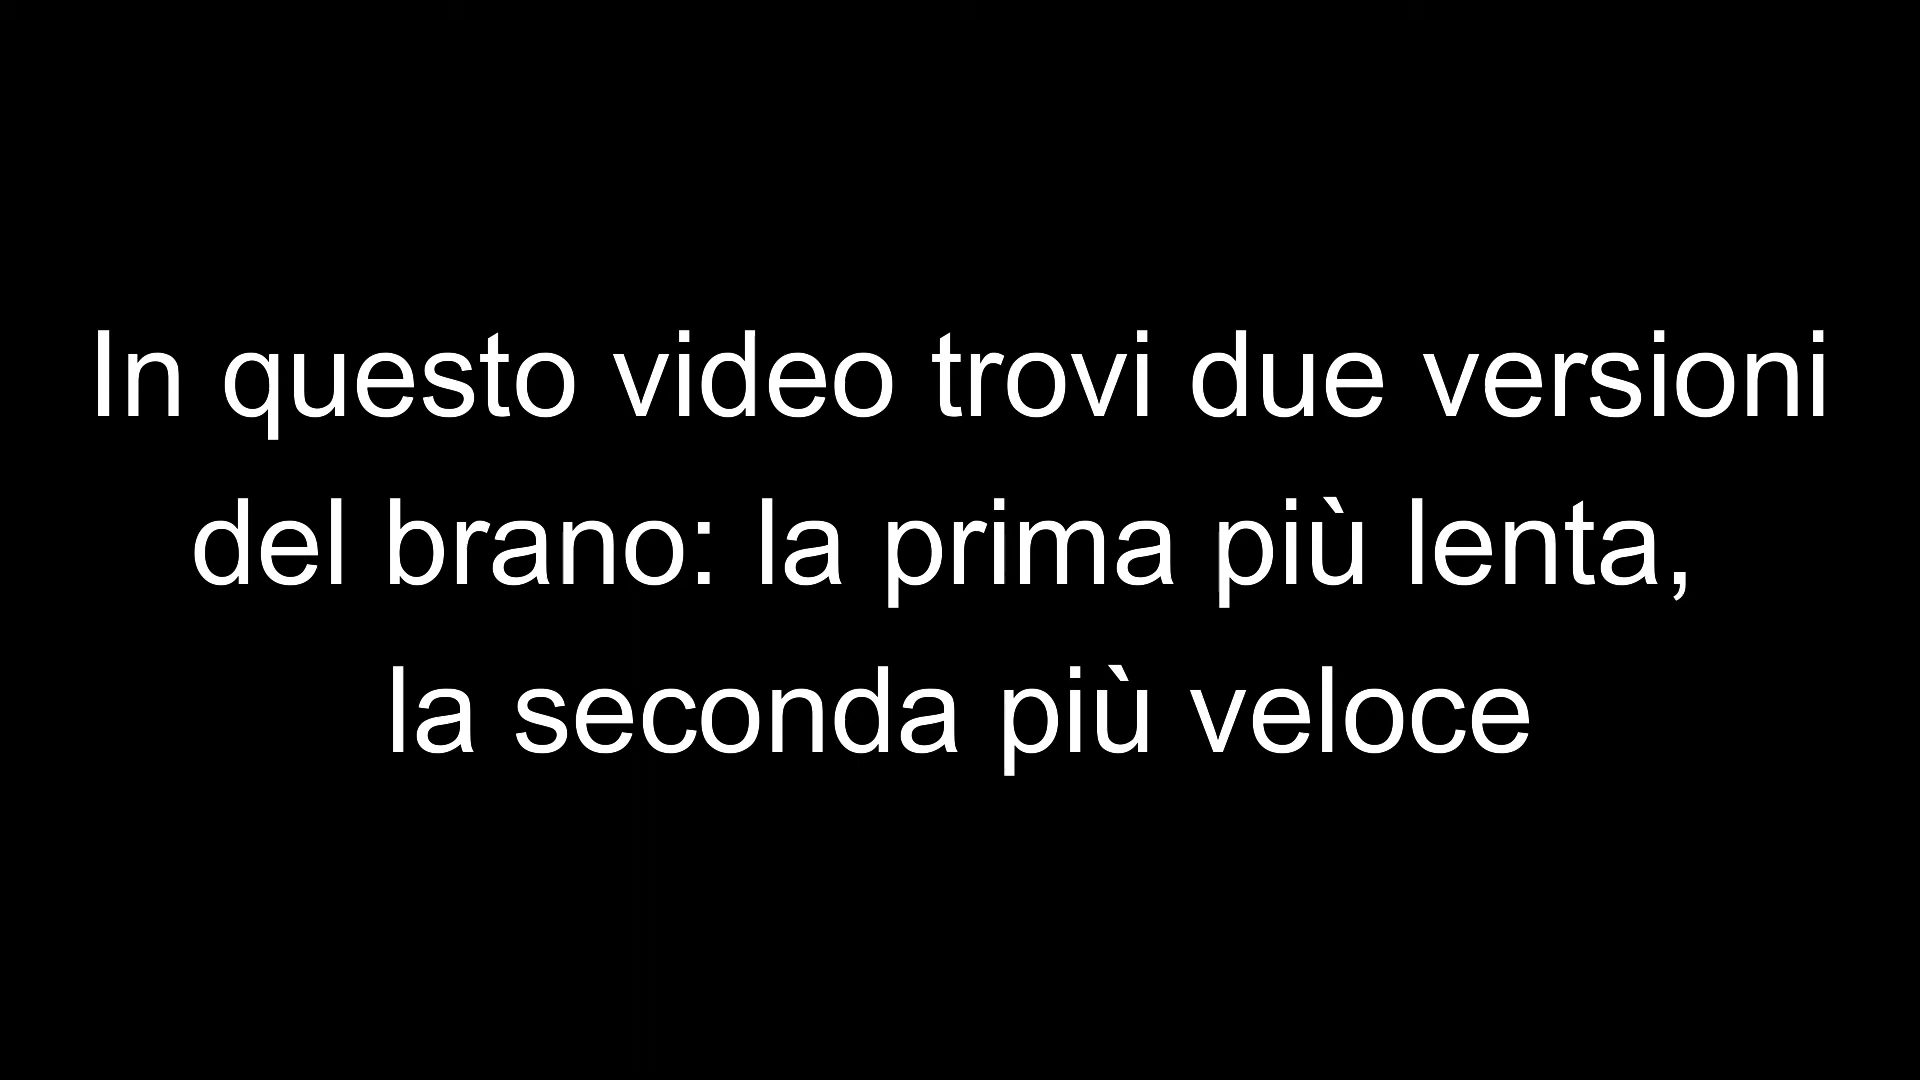 In questo video trovi due versioni
del brano: la prima più lenta,
la seconda più veloce